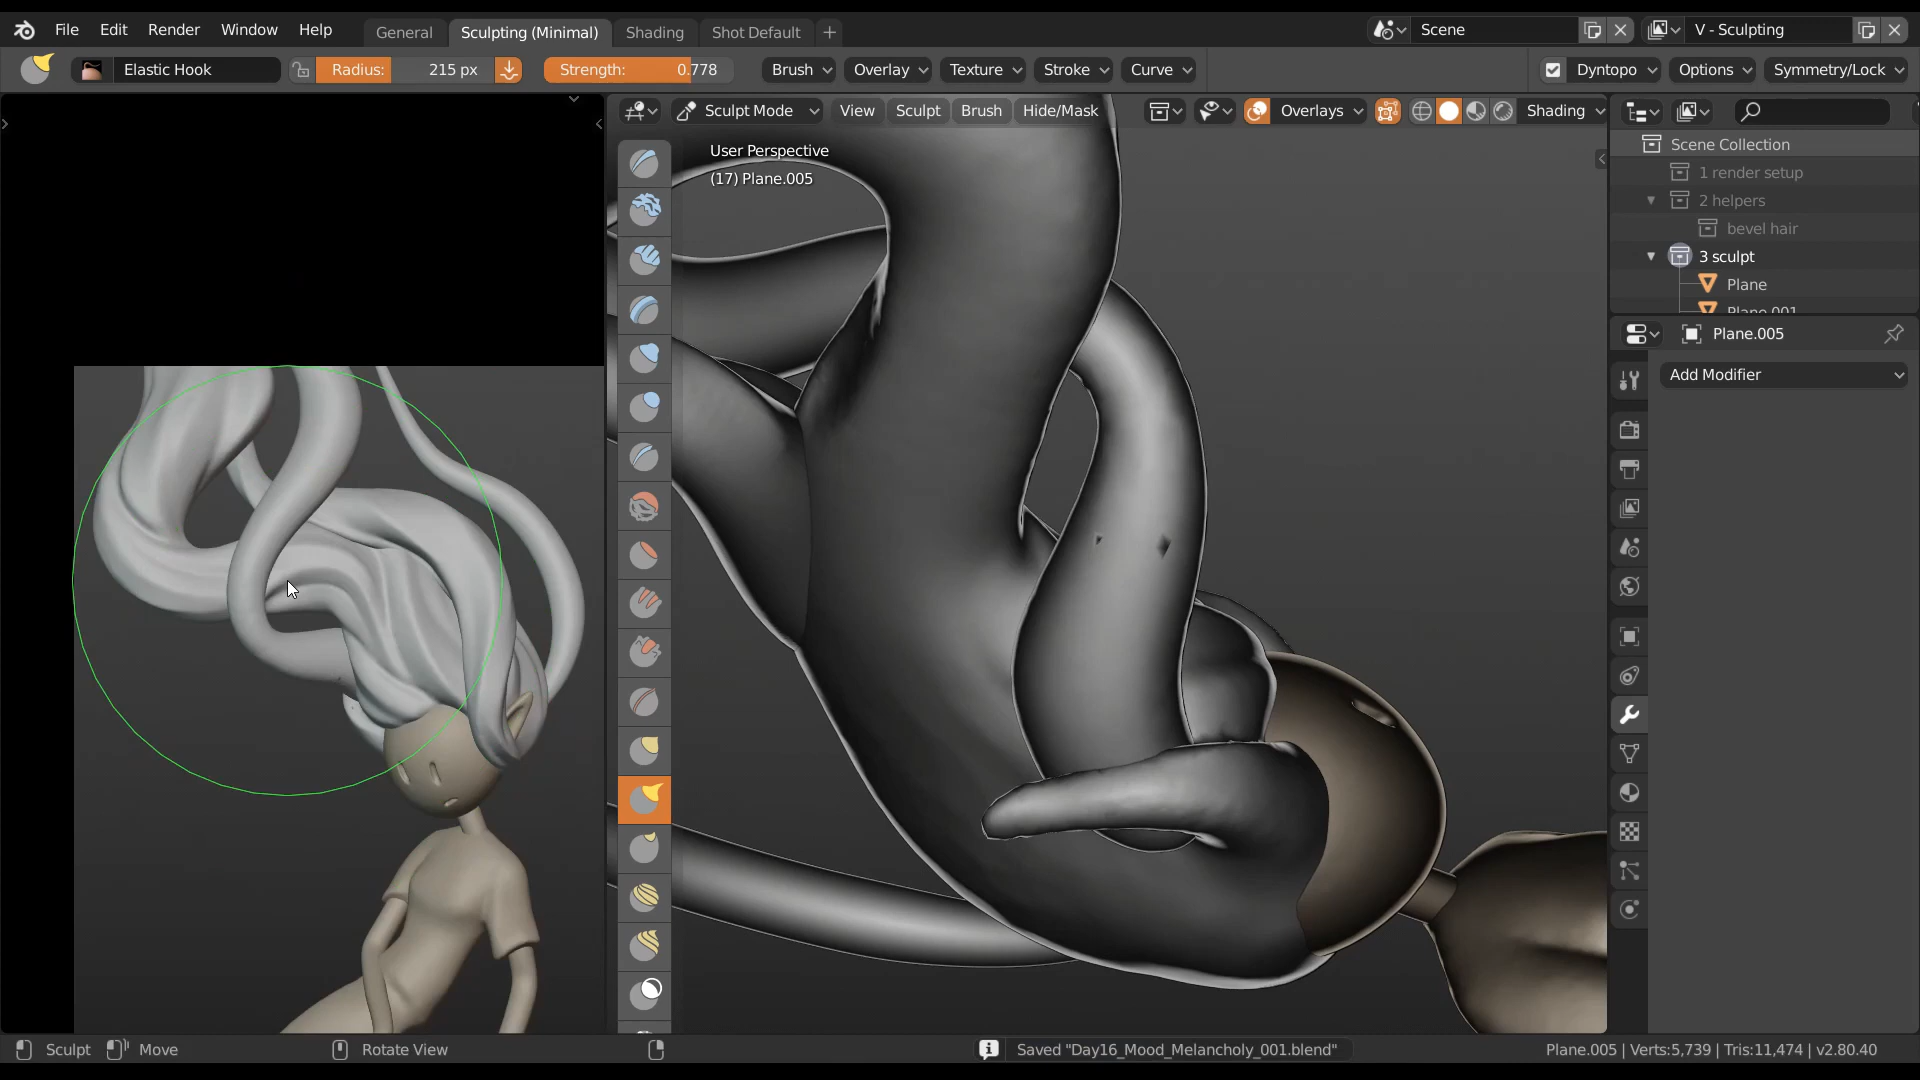 File Edit Render Window Help General Sculpting (Minimal) Shading Shot Default + Scene V - Sculpting
Elastic Hook Radius: 215 px Strength: 0.778 Brush Overlay Texture Stroke Curve Dyntopo Options Symmetry/Lock
Sculpt Mode View Sculpt Brush Hide/Mask Overlays Shading
User Perspective
(17) Plane.005
Scene Collection
1 render setup
2 helpers
bevel hair
3 sculpt
Plane
Plane.001
Plane.005
Add Modifier
Sculpt Move Rotate View Saved "Day16_Mood_Melancholy_001.blend" Plane.005 | Verts:5,739 | Tris:11,474 | v2.80.40